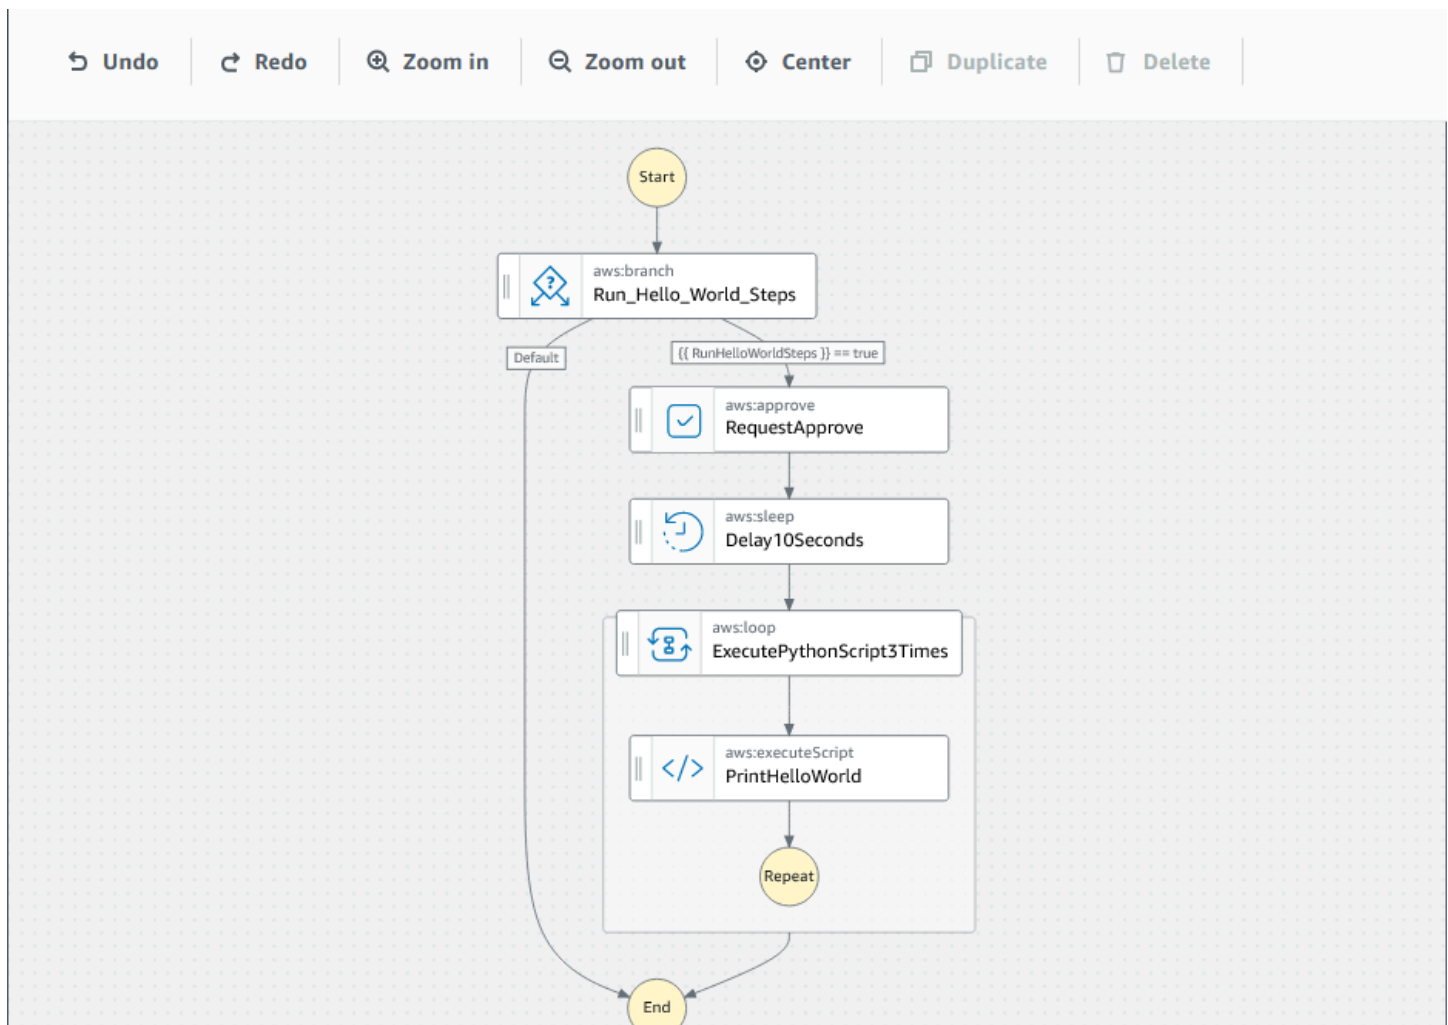 Undo
Redo
Zoom in
Zoom out
Center
Duplicate
Delete
Start
aws:branch
Run_Hello_World_Steps
Default
{{ RunHelloWorldSteps }} == true
aws:approve
RequestApprove
aws:sleep
Delay10Seconds
aws:loop
ExecutePythonScript3Times
aws:executeScript
PrintHelloWorld
Repeat
End